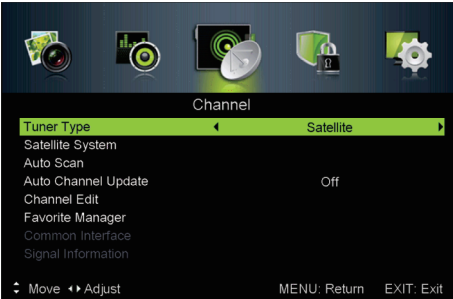 Channel
Tuner Type Satellite
Satellite System
Auto Scan
Auto Channel Update Off
Channel Edit
Favorite Manager
Common Interface
Signal Information
Move Adjust MENU: Return EXIT: Exit